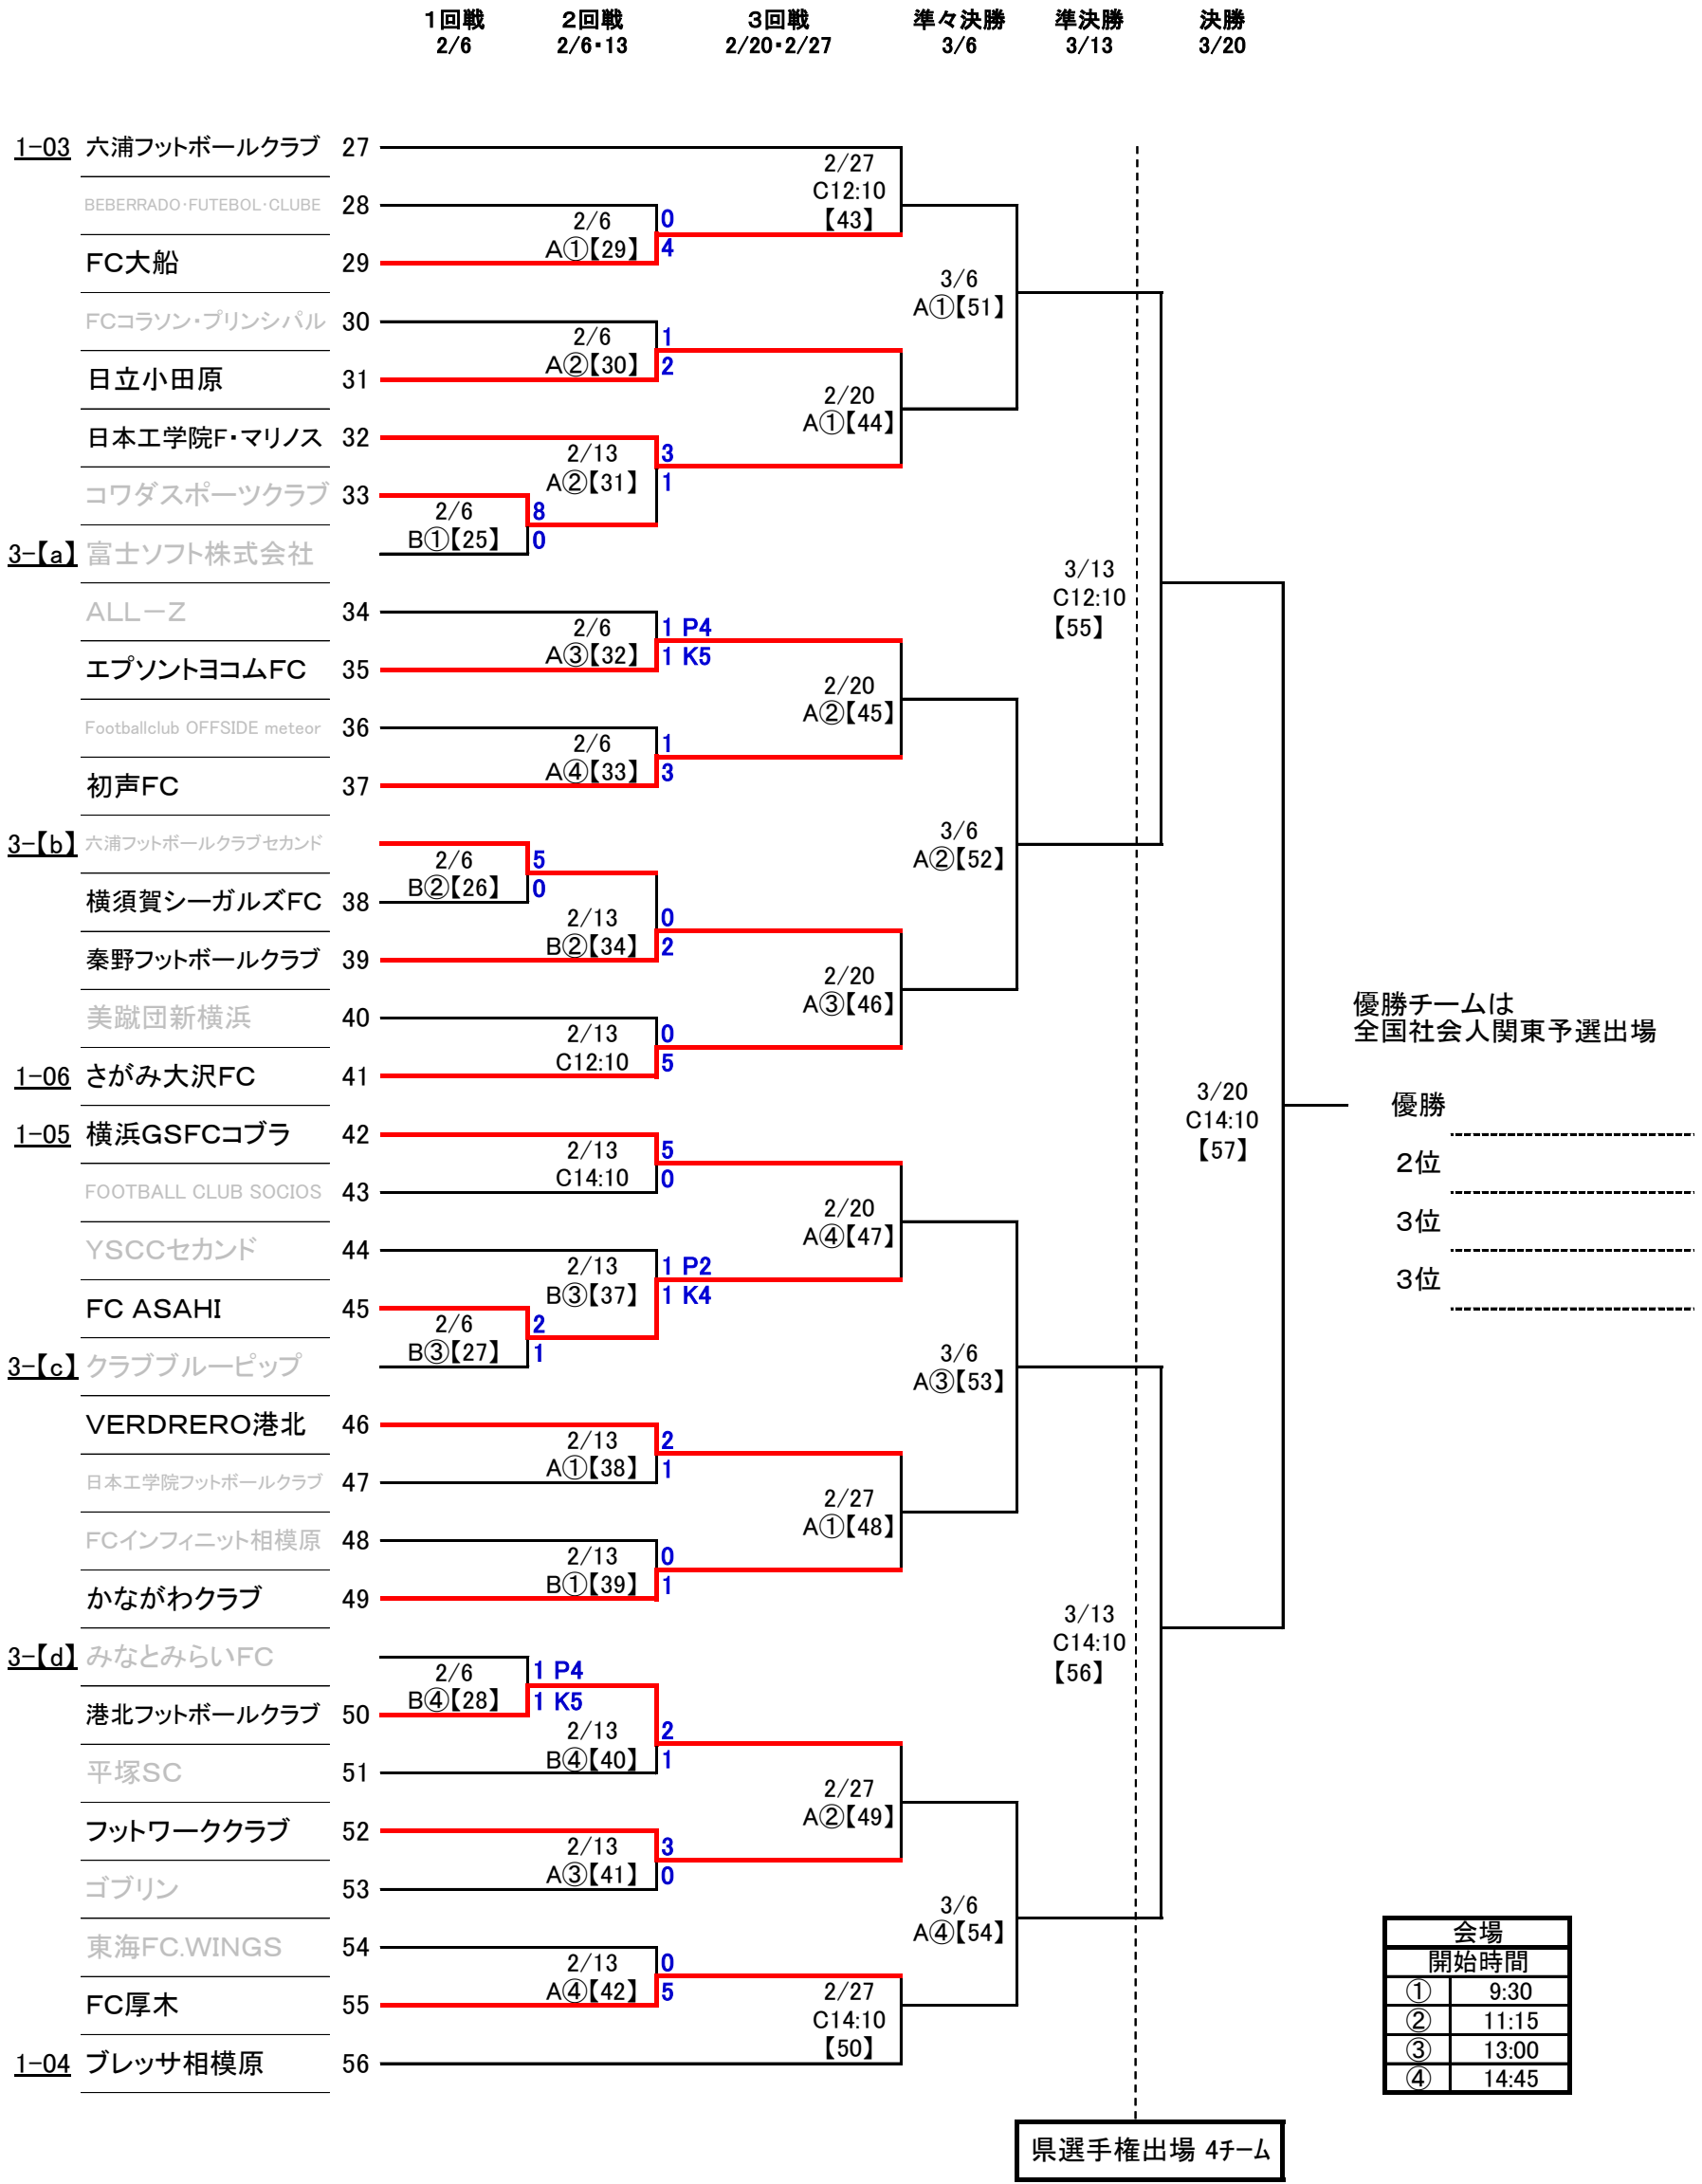 １回戦 ２回戦 ３回戦 準々決勝 準決勝 決勝
2/6 2/6・13 2/20・2/27 3/6 3/13 3/20
1-03 六浦フットボールクラブ 27
2/27
C12:10
【43】
BEBERRADO・FUTEBOL・CLUBE 28
2/6 0
A①【29】 4
FC大船 29
3/6
A①【51】
FCコラソン・プリンシパル 30
2/6 1
A②【30】 2
日立小田原 31
2/20
A①【44】
日本工学院F・マリノス 32
2/13 3
A②【31】 1
コワダスポーツクラブ 33
2/6 8
B①【25】 0
3-【a】 富士ソフト株式会社
3/13
C12:10
【55】
ALL－Z 34
2/6 1 P4
A③【32】 1 K5
エプソントヨコムFC 35
2/20
A②【45】
Footballclub OFFSIDE meteor 36
2/6 1
A④【33】 3
初声FC 37
3/6
A②【52】
3-【b】 六浦フットボールクラブセカンド
2/6 5
B②【26】 0
横須賀シーガルズFC 38
2/13 0
B②【34】 2
秦野フットボールクラブ 39
2/20
A③【46】
優勝チームは
全国社会人関東予選出場
美蹴団新横浜 40
2/13 0
C12:10 5
1-06 さがみ大沢FC 41
3/20
C14:10
【57】
優勝
２位
３位
３位
1-05 横浜GSFCコブラ 42
2/13 5
C14:10 0
FOOTBALL CLUB SOCIOS 43
2/20
A④【47】
YSCCセカンド 44
2/13 1 P2
B③【37】 1 K4
FC ASAHI 45
2/6 2
B③【27】 1
3-【c】 クラブブルーピップ
3/6
A③【53】
VERDRERO港北 46
2/13 2
A①【38】 1
日本工学院フットボールクラブ 47
2/27
A①【48】
FCインフィニット相模原 48
2/13 0
B①【39】 1
かながわクラブ 49
3/13
C14:10
【56】
3-【d】 みなとみらいFC
2/6 1 P4
B④【28】 1 K5
港北フットボールクラブ 50
2/13 2
B④【40】 1
平塚SC 51
2/27
A②【49】
フットワーククラブ 52
2/13 3
A③【41】 0
ゴブリン 53
3/6
A④【54】
東海FC.WINGS 54
2/13 0
A④【42】 5
FC厚木 55
2/27
C14:10
【50】
1-04 ブレッサ相模原 56
会場
開始時間
① 9:30
② 11:15
③ 13:00
④ 14:45
県選手権出場 4チーム